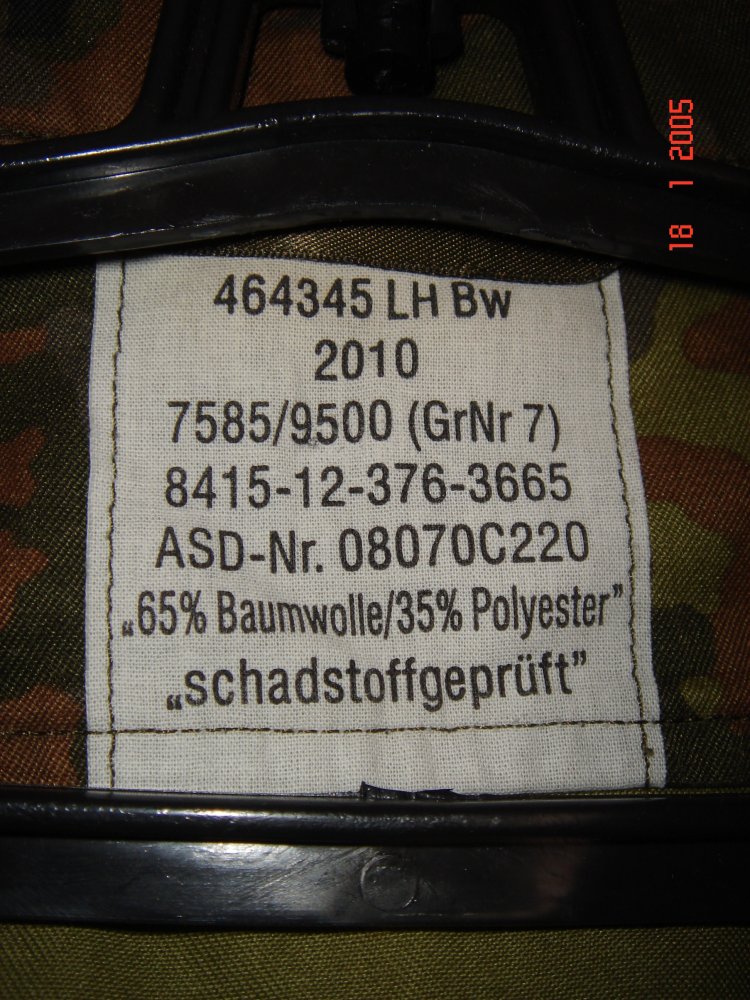 18 1 2005
464345 LH Bw
2010
7585/9500 (GrNr 7)
8415-12-376-3665
ASD-Nr. 08070C220
„65% Baumwolle/35% Polyester”
„schadstoffgeprüft”